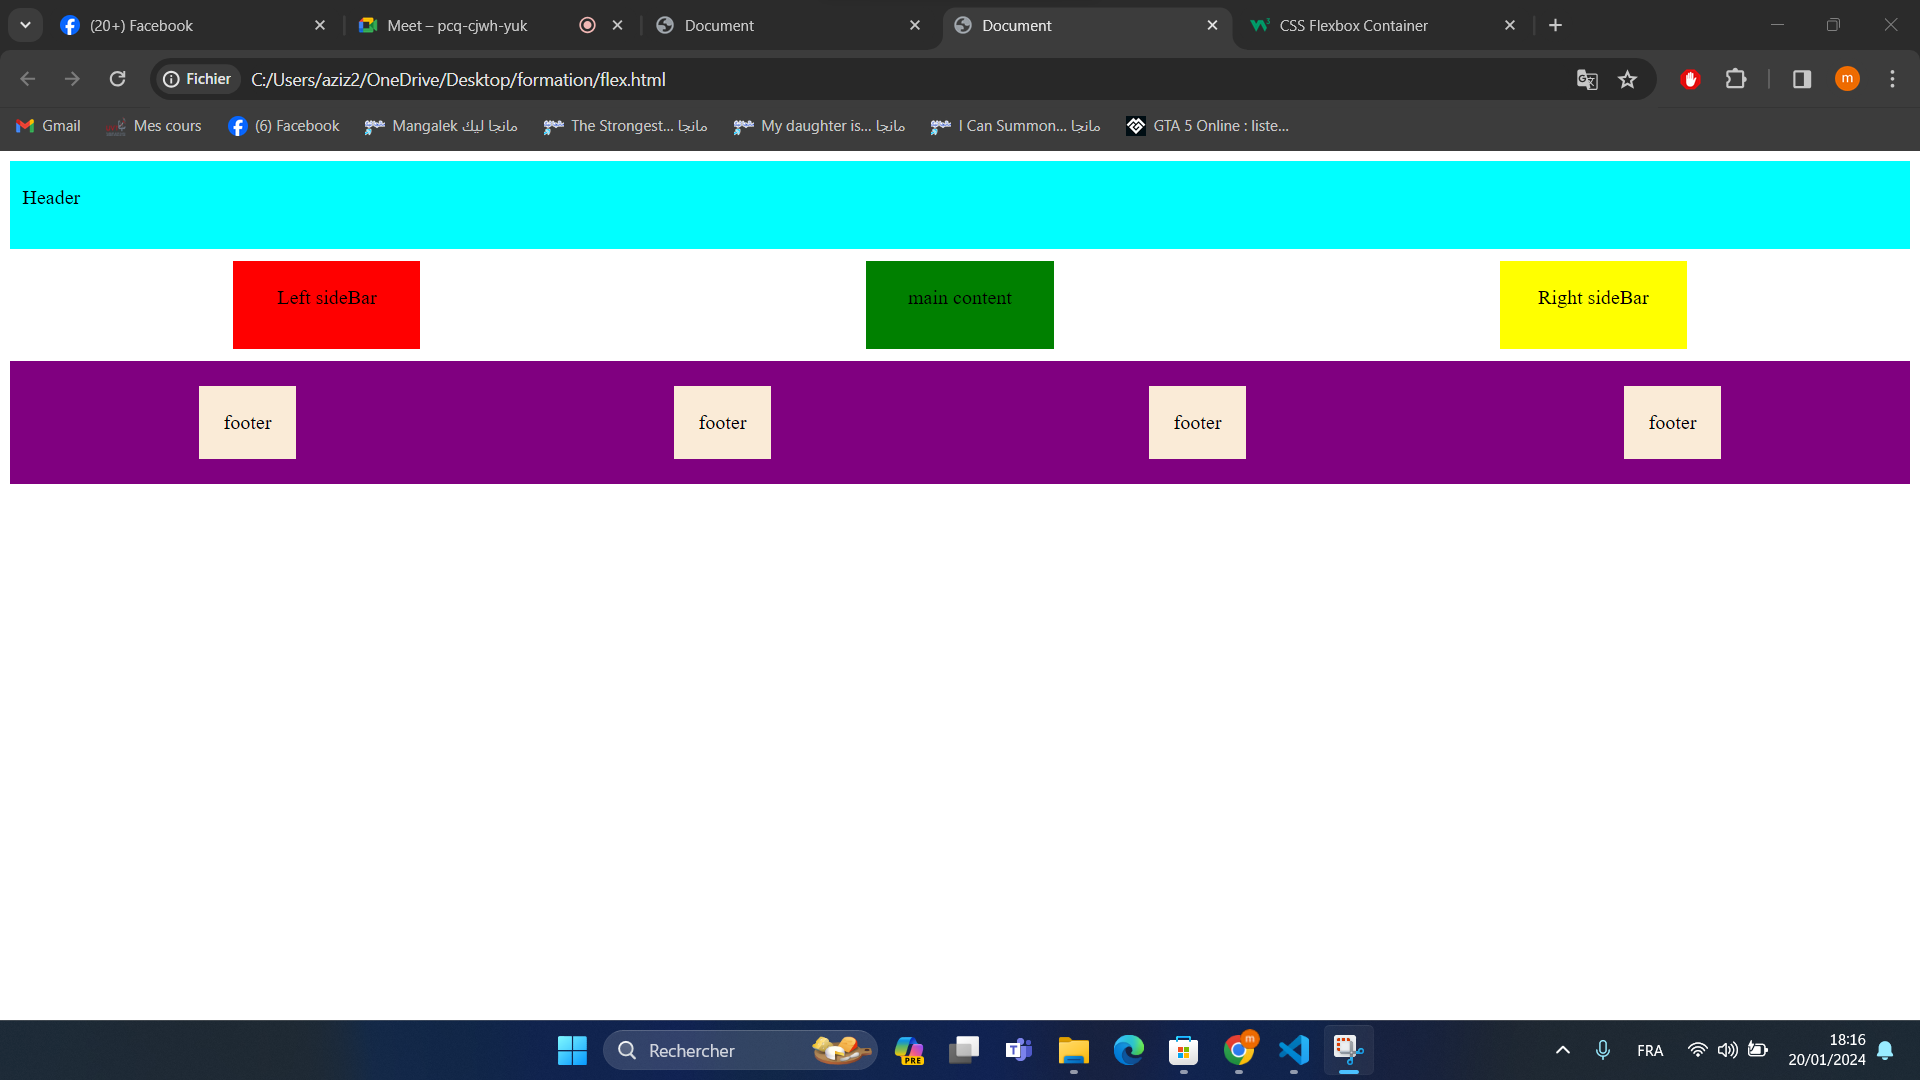 (20+) Facebook
Meet – pcq-cjwh-yuk
Document
Document
CSS Flexbox Container
Fichier
C:/Users/aziz2/OneDrive/Desktop/formation/flex.html
m
Gmail
Mes cours
(6) Facebook
Mangalek مانجا ليك
The Strongest... مانجا
My daughter is... مانجا
I Can Summon... مانجا
GTA 5 Online : liste...
Header
Left sideBar
main content
Right sideBar
footer
footer
footer
footer
Rechercher
PRE
m
FRA
18:16
20/01/2024